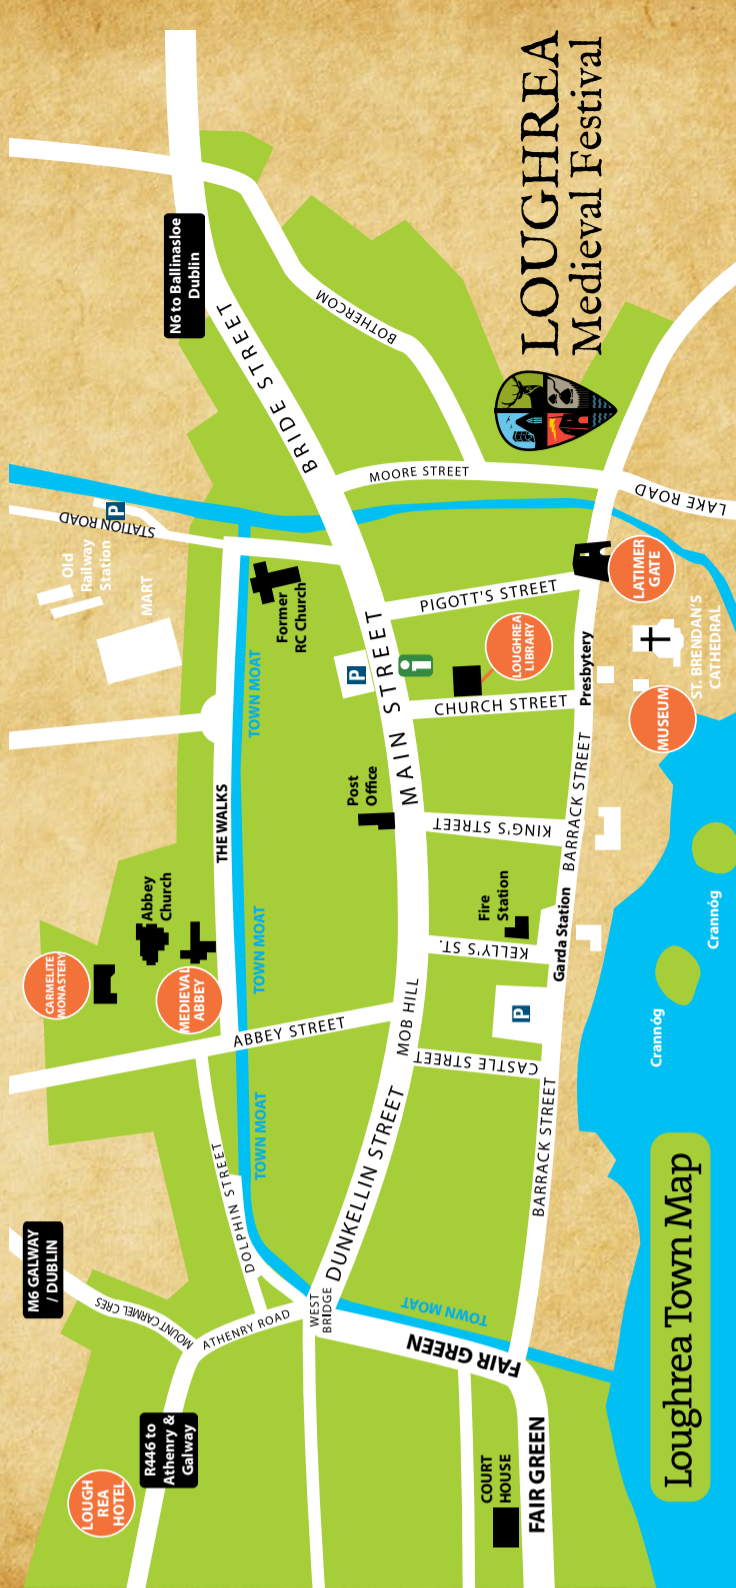 LOUGHREA
Medieval Festival
Loughrea Town Map
M6 GALWAY
/ DUBLIN
MOUNT CARMEL CRES
ATHENRY ROAD
R446 to
Athenry &
Galway
LOUGH
REA
HOTEL
COURT
HOUSE
FAIR GREEN
FAIR GREEN
WEST
BRIDGE
TOWN MOAT
DOLPHIN STREET
DUNKELLIN STREET
TOWN MOAT
CARMELITE
MONASTERY
Abbey
Church
MEDIEVAL
ABBEY
ABBEY STREET
MOB HILL
CASTLE STREET
BARRACK STREET
P
KELLY'S ST.
Fire
Station
Garda Station
TOWN MOAT
THE WALKS
Post
Office
MAIN STREET
KING'S STREET
BARRACK STREET
CHURCH STREET
Presbytery
MUSEUM
ST. BRENDAN'S
CATHEDRAL
LOUGHREA
LIBRARY
i
P
TOWN MOAT
Former
RC Church
MART
Old
Railway
Station
STATION ROAD
P
PIGOTT'S STREET
LATIMER
GATE
LAKE ROAD
MOORE STREET
BRIDE STREET
BOTHERCOM
N6 to Ballinasloe
Dublin
Crannóg
Crannóg